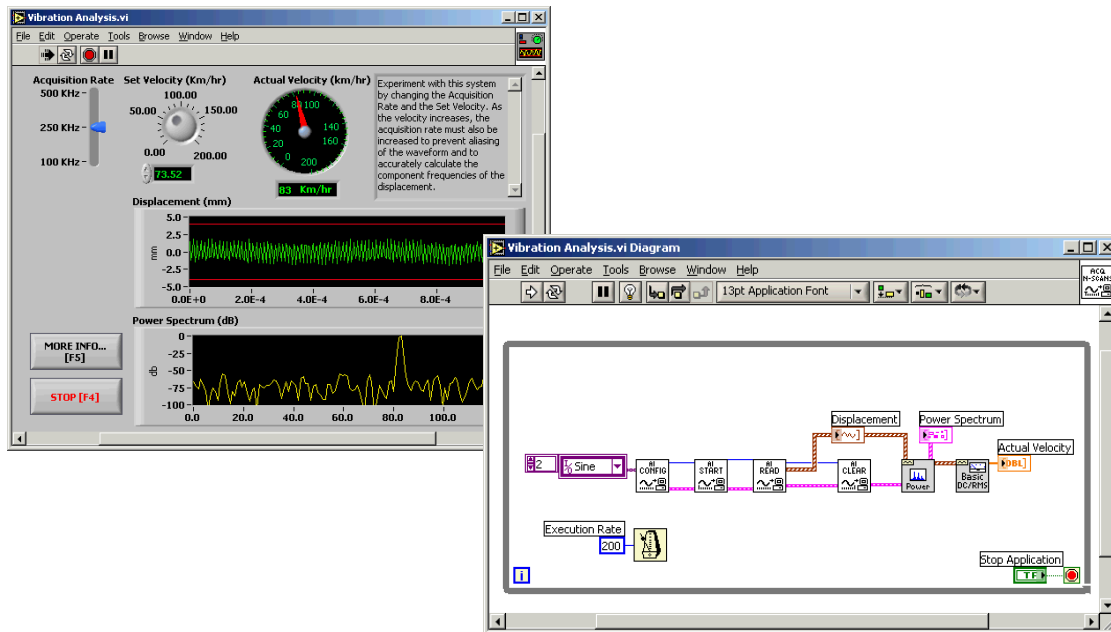 Vibration Analysis.vi
File Edit Operate Tools Browse Window Help
Acquisition Rate
500 KHz
250 KHz
100 KHz
Set Velocity (Km/hr)
100.00
50.00 150.00
0.00 200.00
73.52
Actual Velocity (km/hr)
80 100
60
40 140
20 160
0 200
83 Km/hr
Experiment with this system
by changing the Acquisition
Rate and the Set Velocity. As
the velocity increases, the
acquisition rate must also be
increased to prevent aliasing
of the waveform and to
accurately calculate the
component frequencies of the
displacement.
Displacement (mm)
5.0
2.5
0.0
-2.5
-5.0
mm
0.0E+0 2.0E-4 4.0E-4 6.0E-4 8.0E-4
Power Spectrum (dB)
0
-25
-50
-75
-100
db
0.0 20.0 40.0 60.0 80.0 100.0
MORE INFO...
[F5]
STOP [F4]
Vibration Analysis.vi Diagram
File Edit Operate Tools Browse Window Help
13pt Application Font
ACQ
N-SCANS
Displacement
Power Spectrum
Actual Velocity
DBL
2
Sine
AI
CONFIG
AI
START
AI
READ
AI
CLEAR
Power
Basic
DC/RMS
Execution Rate
200
Stop Application
TF
i